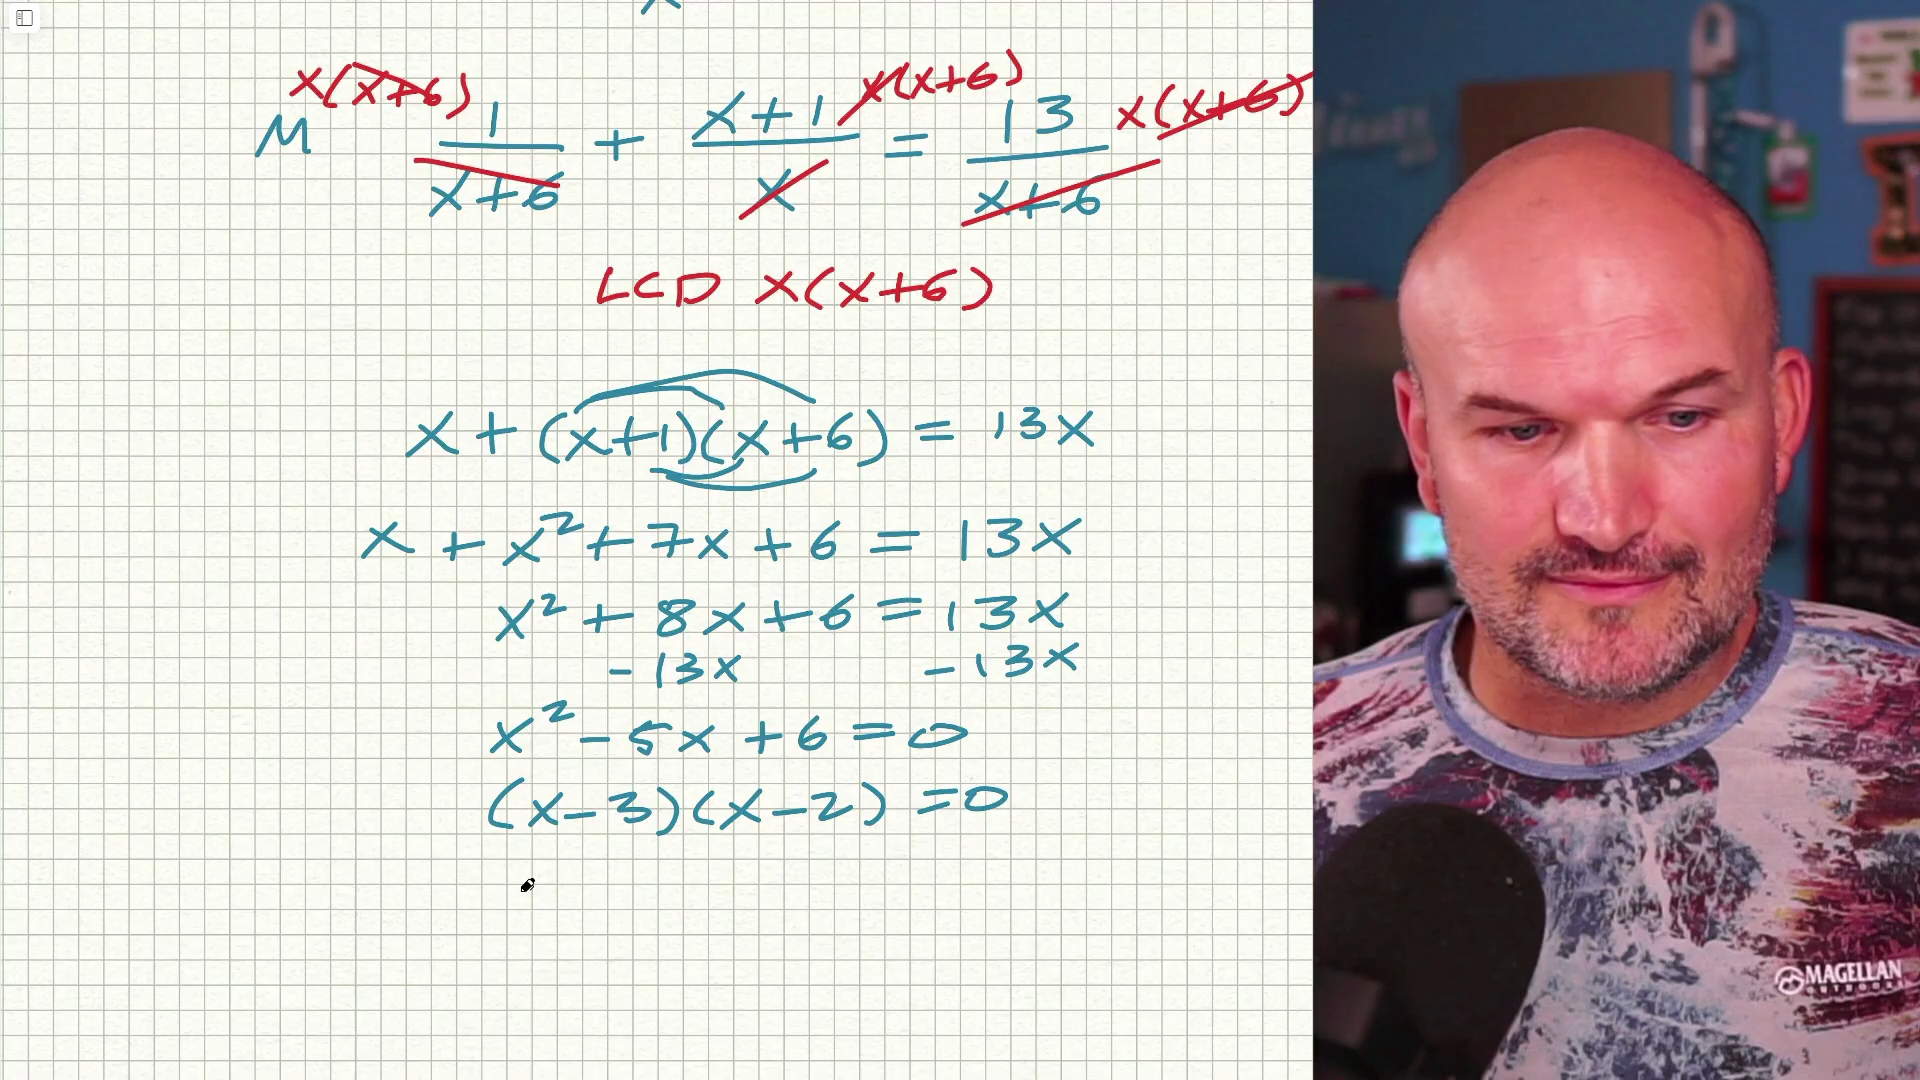 x(x+6) x(x+6) x(x+6)
M 1/(x+6) + (x+1)/x = 13/(x+6)
LCD x(x+6)
x + (x+1)(x+6) = 13x
x + x² + 7x + 6 = 13x
x² + 8x + 6 = 13x
-13x -13x
x² - 5x + 6 = 0
(x-3)(x-2) = 0
MAGELLAN
OUTDOORS